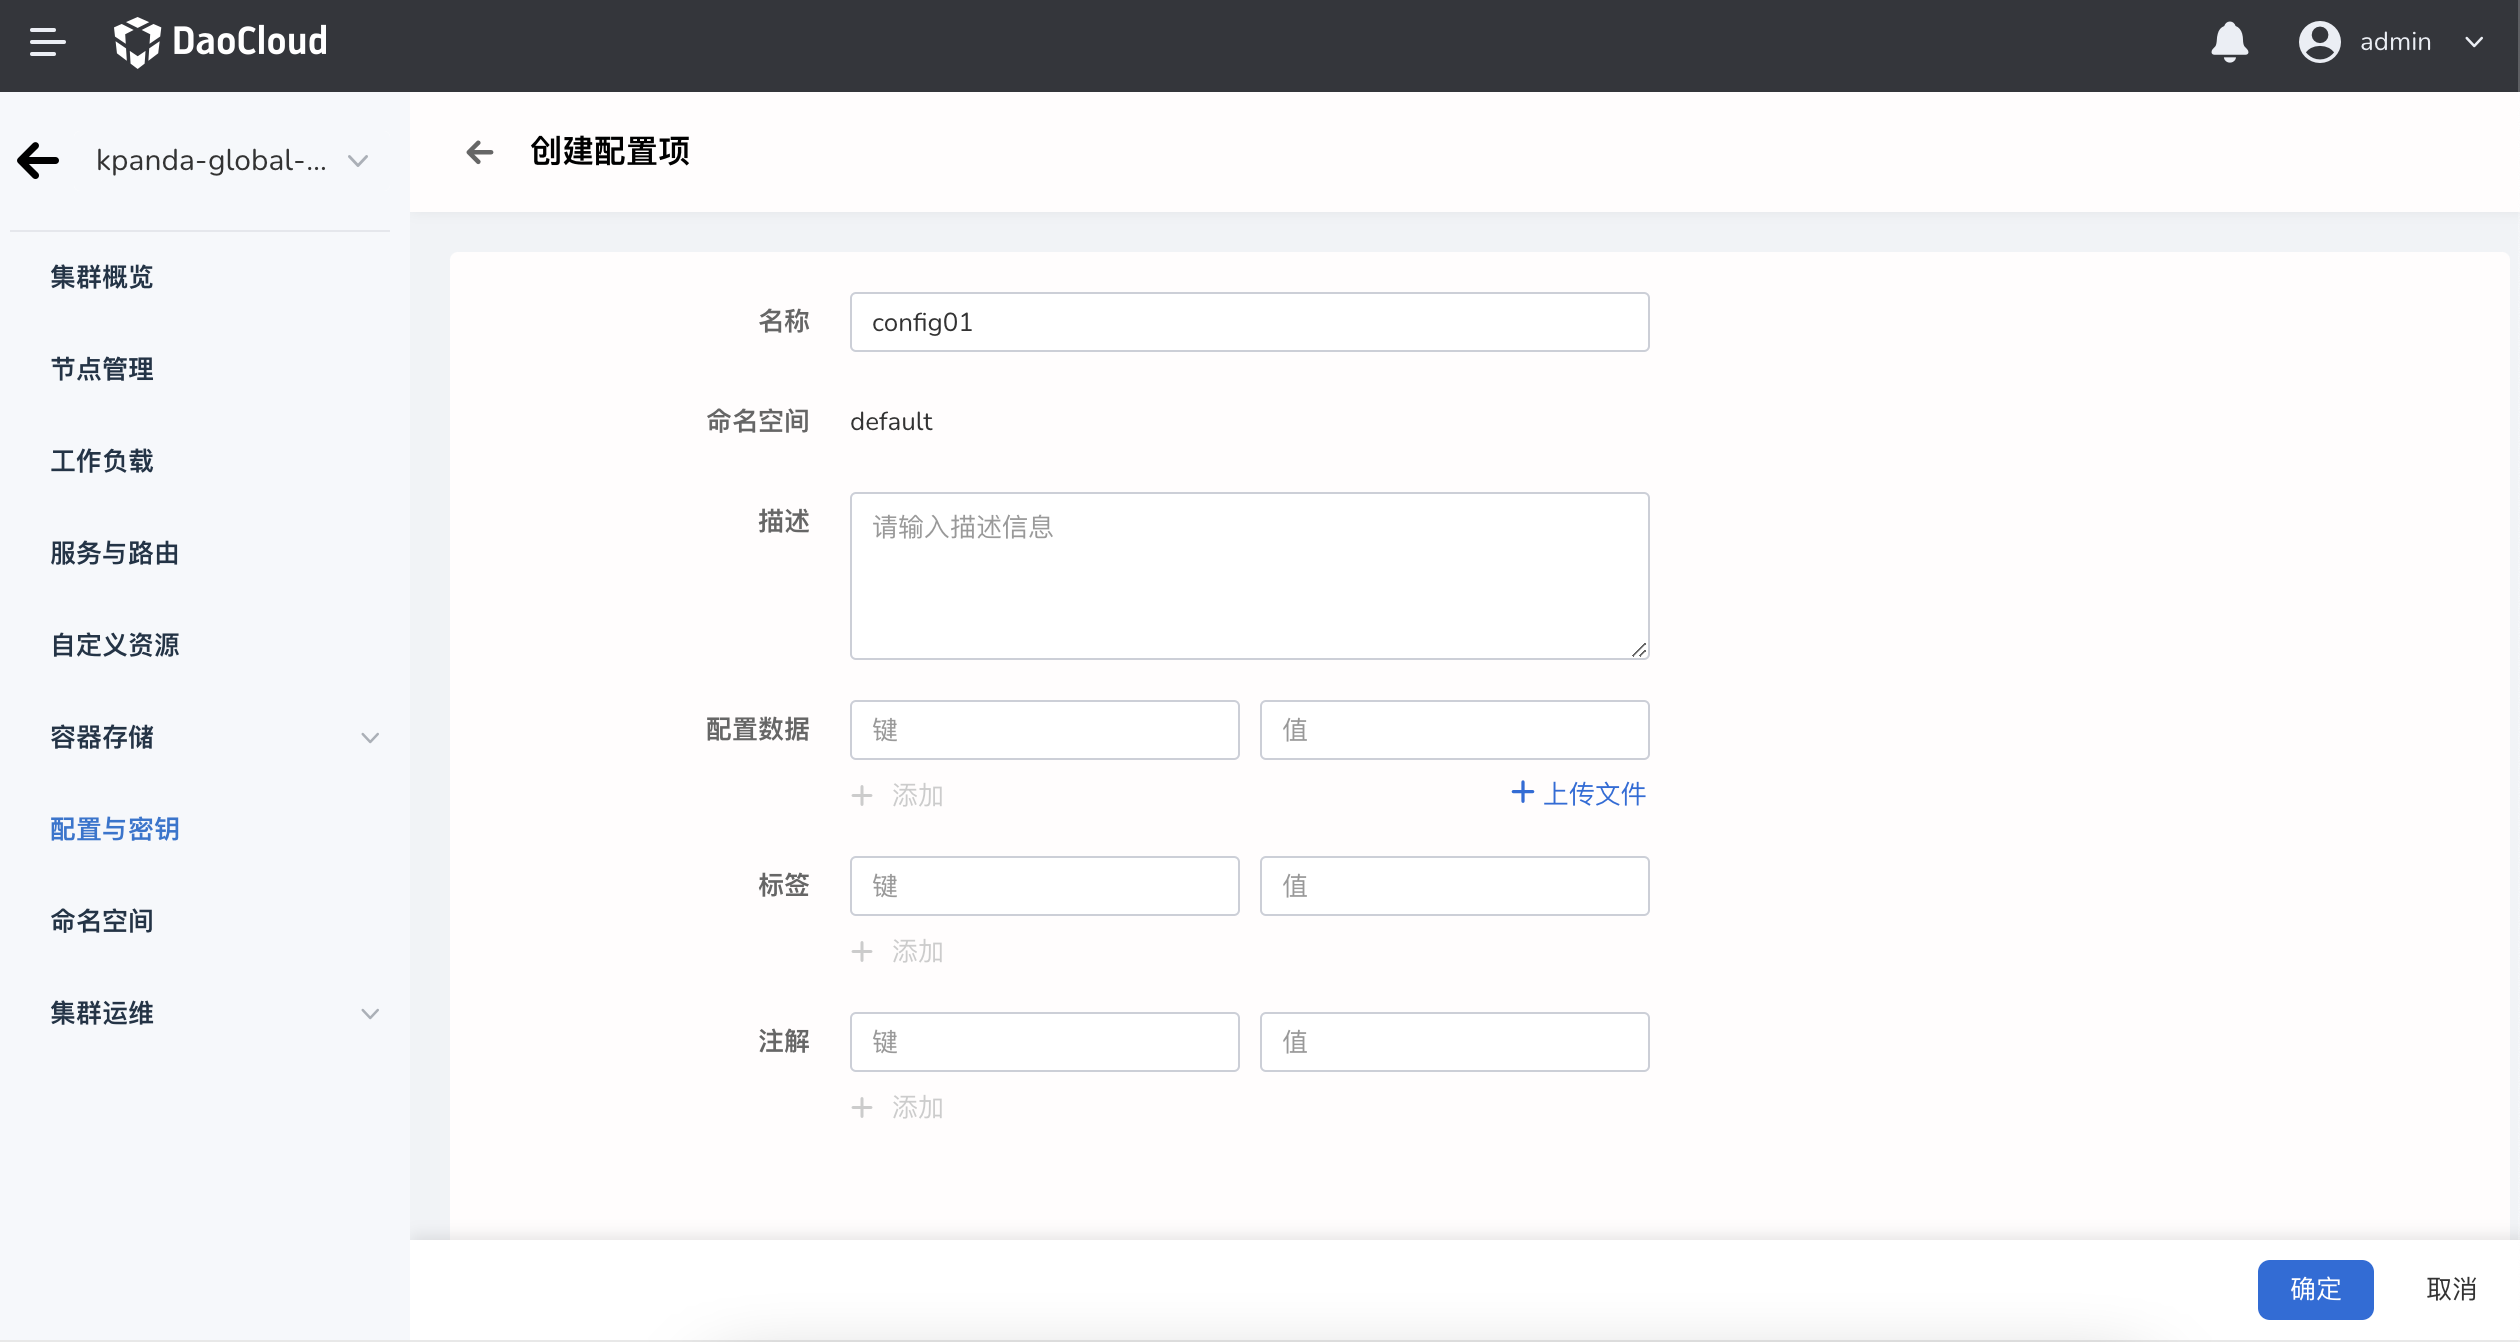 DaoCloud
admin
kpanda-global-...
创建配置项
集群概览
节点管理
工作负载
服务与路由
自定义资源
容器存储
配置与密钥
命名空间
集群运维
名称 config01
命名空间 default
描述 请输入描述信息
配置数据 键 值
+ 添加 + 上传文件
标签 键 值
+ 添加
注解 键 值
+ 添加
确定 取消